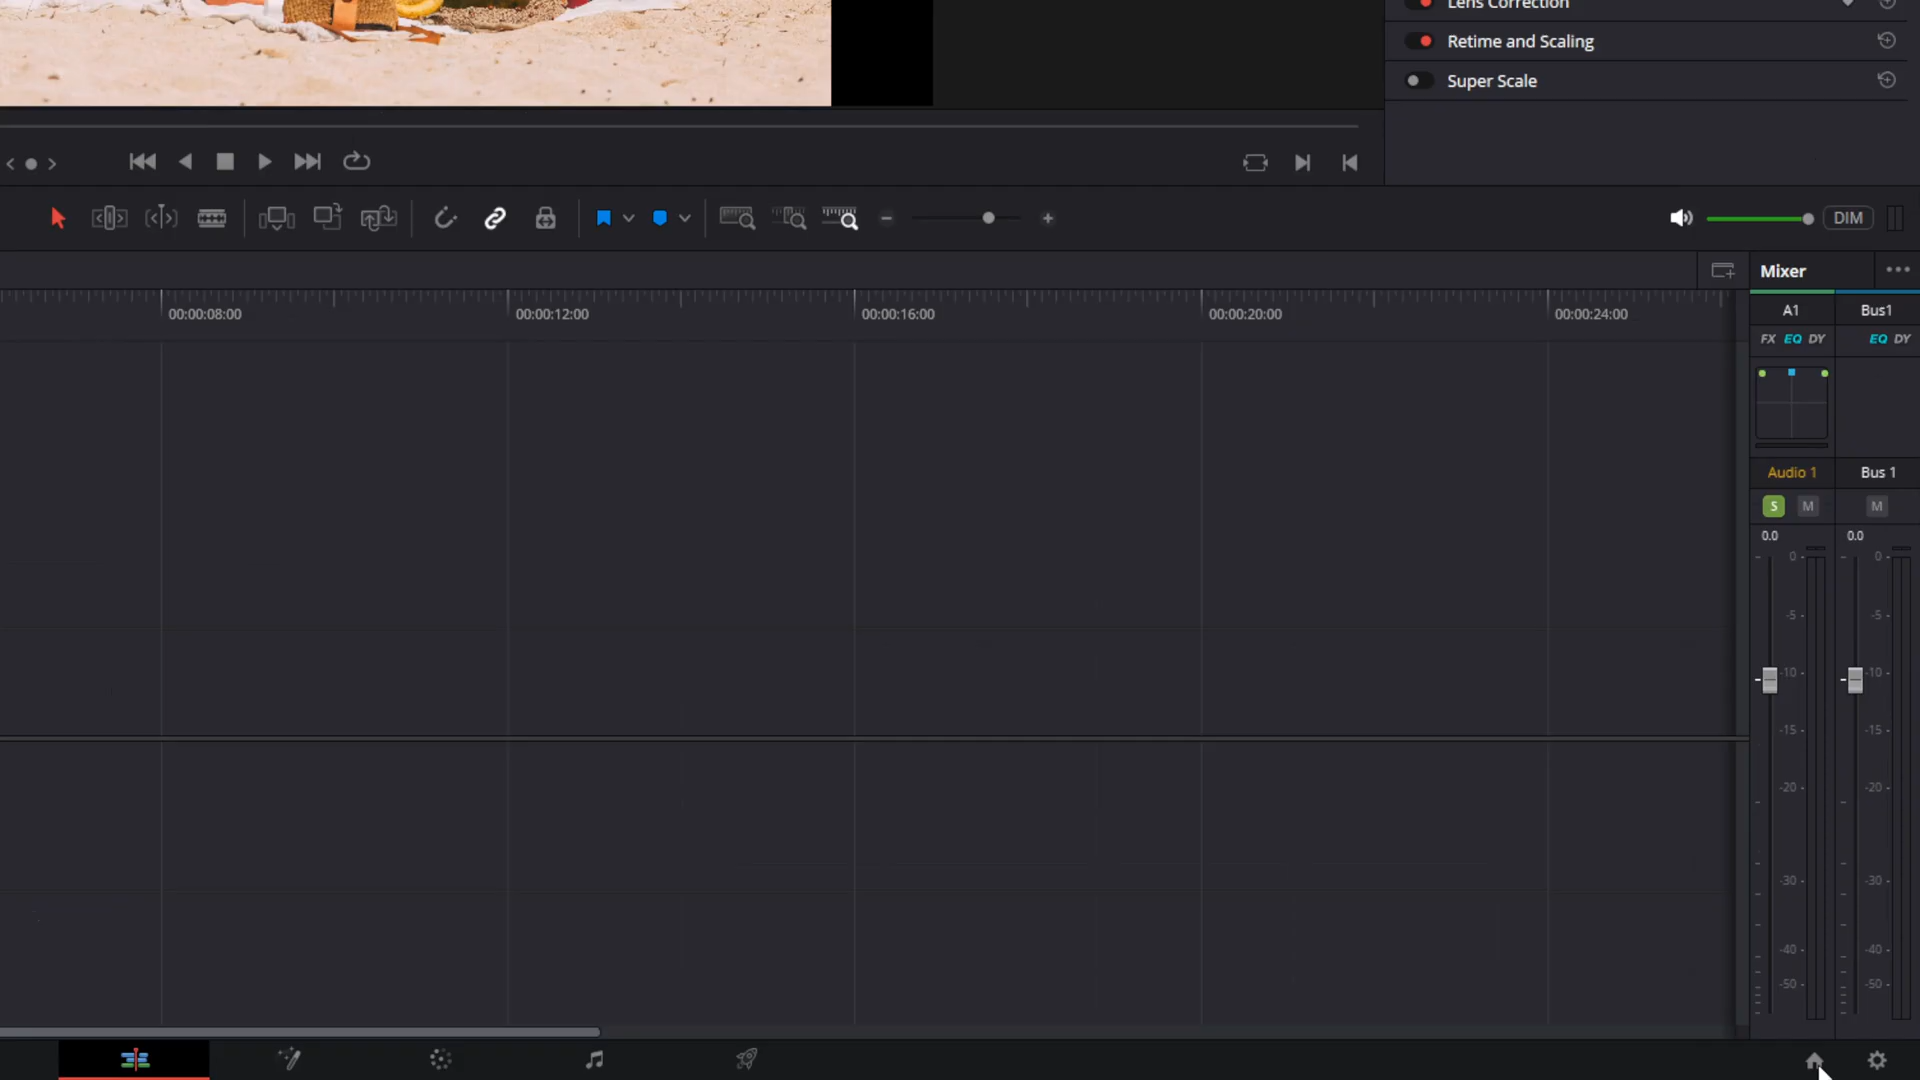 Lens Correction
Retime and Scaling
Super Scale
DIM
Mixer
00:00:08:00 00:00:12:00 00:00:16:00 00:00:20:00 00:00:24:00
A1 Bus1
FX EQ DY EQ DY
Audio 1 Bus 1
S M M
0.0 0.0
0 0
-5 -5
-10 -10
-15 -15
-20 -20
-30 -30
-40 -40
-50 -50